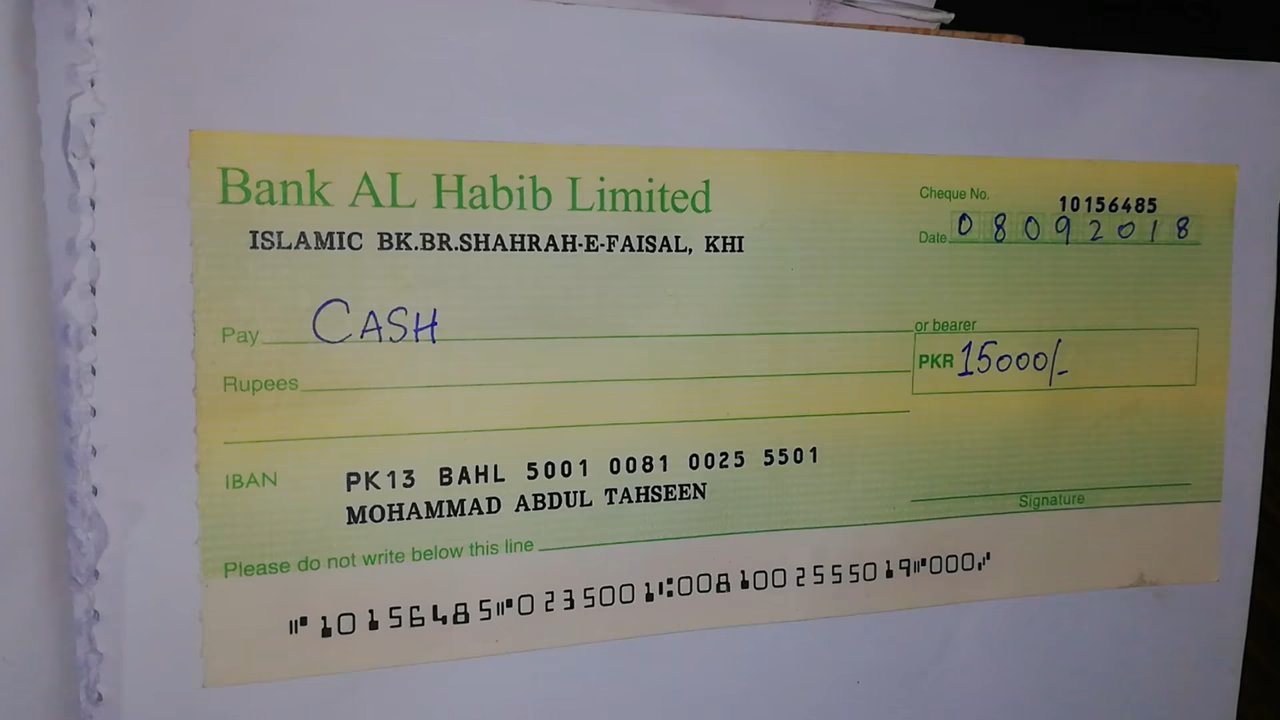 Bank AL Habib Limited
ISLAMIC BK.BR.SHAHRAH-E-FAISAL, KHI
Cheque No. 10156485
Date 08092018
Pay CASH or bearer
Rupees
PKR 15000/-
IBAN PK13 BAHL 5001 0081 0025 5501
MOHAMMAD ABDUL TAHSEEN
Signature
Please do not write below this line
⑈10156485⑈0235001⑆0081002555019⑈000⑇